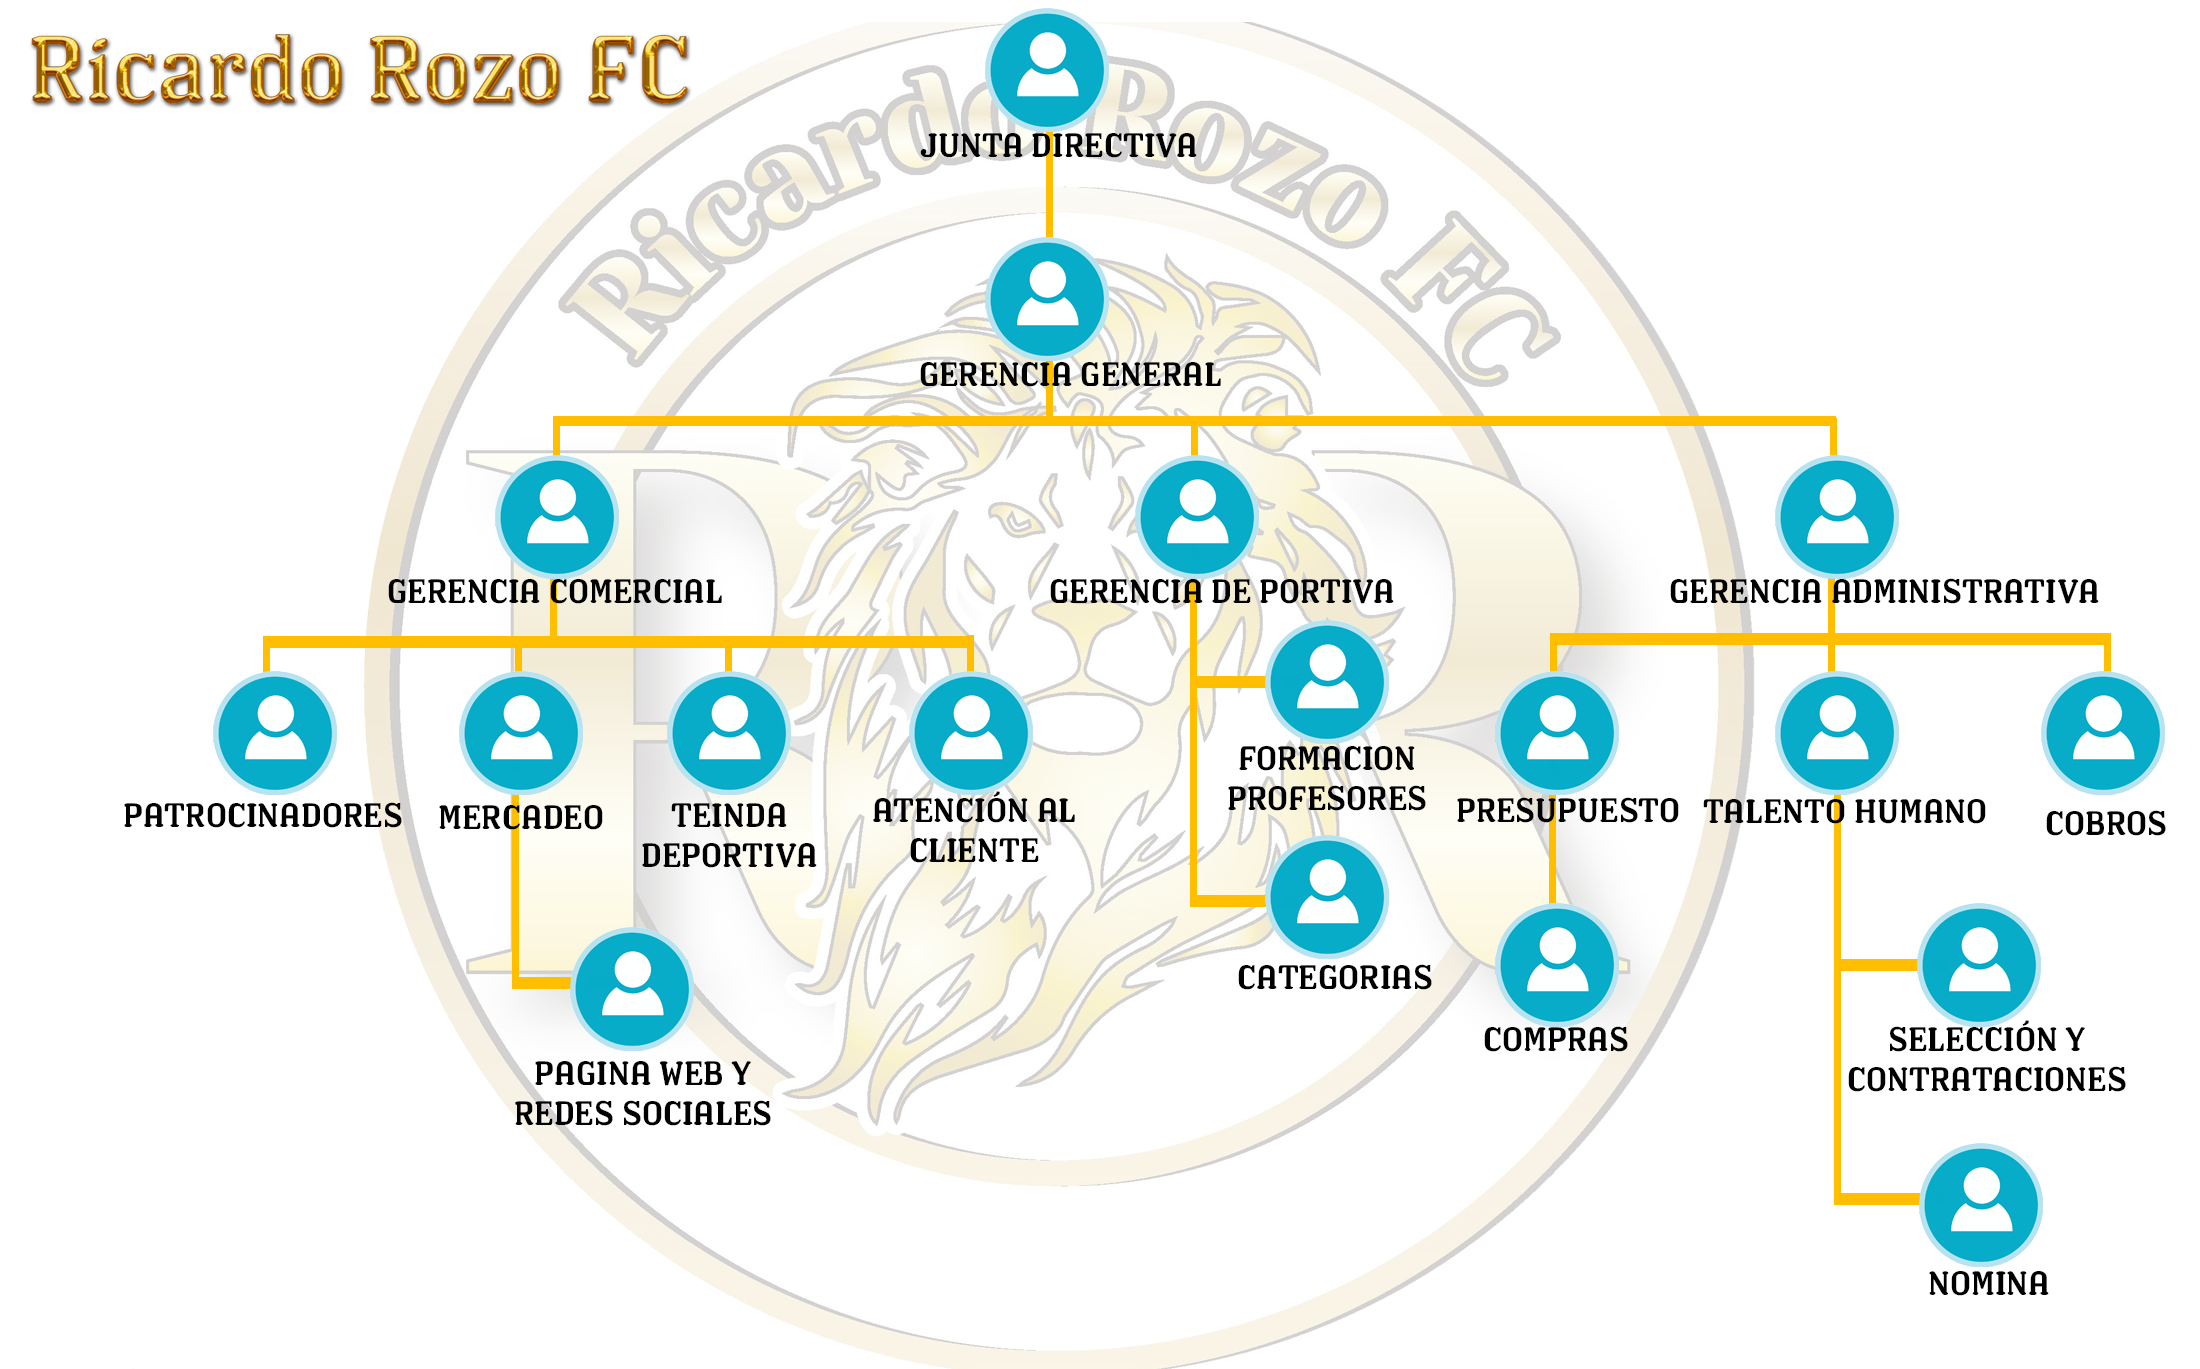 Ricardo Rozo FC
Ricardo Rozo FC
JUNTA DIRECTIVA
GERENCIA GENERAL
GERENCIA COMERCIAL
GERENCIA DE PORTIVA
GERENCIA ADMINISTRATIVA
PATROCINADORES
MERCADEO
TEINDA
DEPORTIVA
ATENCIÓN AL
CLIENTE
FORMACION
PROFESORES
PRESUPUESTO
TALENTO HUMANO
COBROS
CATEGORIAS
COMPRAS
PAGINA WEB Y
REDES SOCIALES
SELECCIÓN Y
CONTRATACIONES
NOMINA
R R